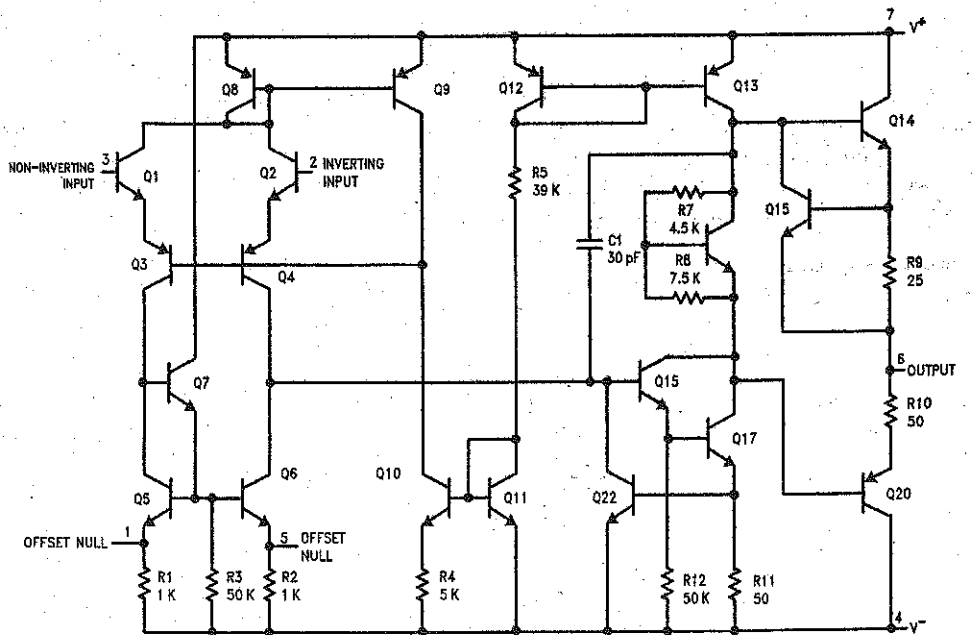 7
V+
Q8
Q9
Q12
Q13
Q14
NON-INVERTING
INPUT
3
Q1
Q2
2 INVERTING
INPUT
R5
39 K
R7
4.5 K
Q15
Q3
Q4
C1
30 pF
R8
7.5 K
R9
25
Q7
Q15
6
OUTPUT
R10
50
Q17
Q5
Q6
Q10
Q11
Q22
Q20
OFFSET NULL
1
5 OFFSET
NULL
R1
1 K
R3
50 K
R2
1 K
R4
5 K
R12
50 K
R11
50
4
V-